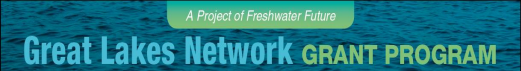 A Project of Freshwater Future
Great Lakes Network GRANT PROGRAM